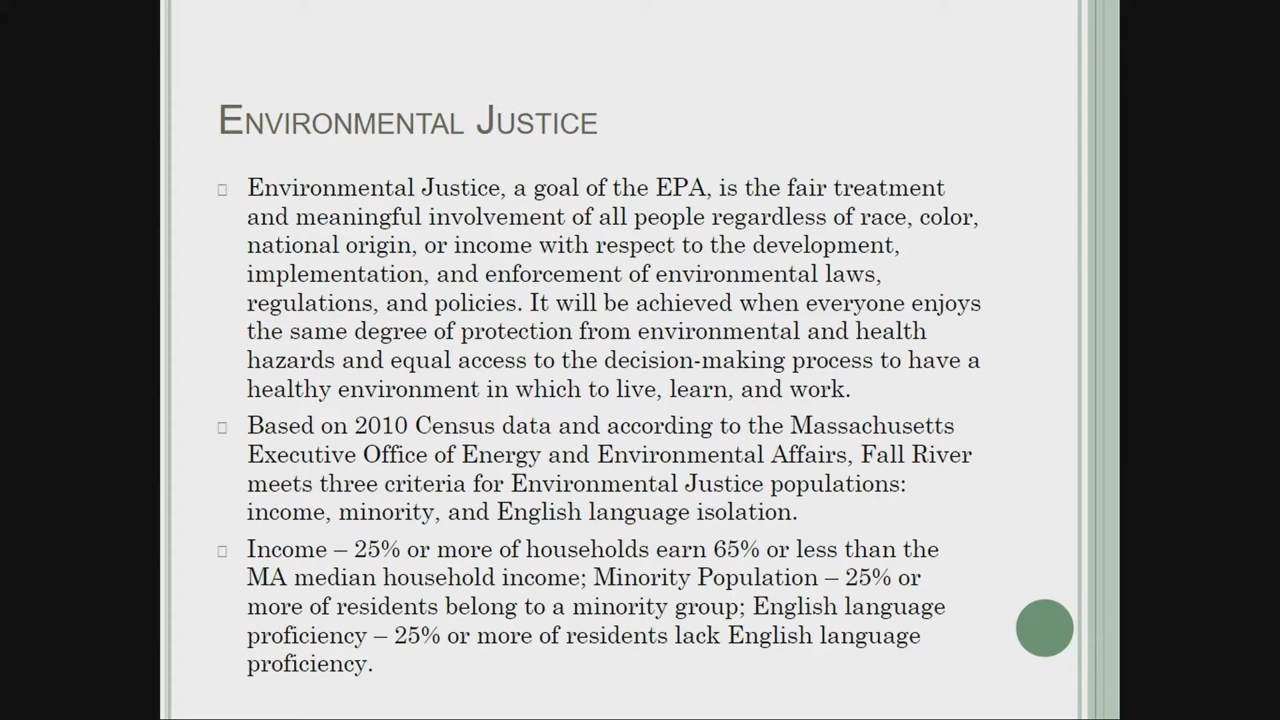 Environmental Justice
Environmental Justice, a goal of the EPA, is the fair treatment
and meaningful involvement of all people regardless of race, color,
national origin, or income with respect to the development,
implementation, and enforcement of environmental laws,
regulations, and policies. It will be achieved when everyone enjoys
the same degree of protection from environmental and health
hazards and equal access to the decision-making process to have a
healthy environment in which to live, learn, and work.
Based on 2010 Census data and according to the Massachusetts
Executive Office of Energy and Environmental Affairs, Fall River
meets three criteria for Environmental Justice populations:
income, minority, and English language isolation.
Income – 25% or more of households earn 65% or less than the
MA median household income; Minority Population – 25% or
more of residents belong to a minority group; English language
proficiency – 25% or more of residents lack English language
proficiency.